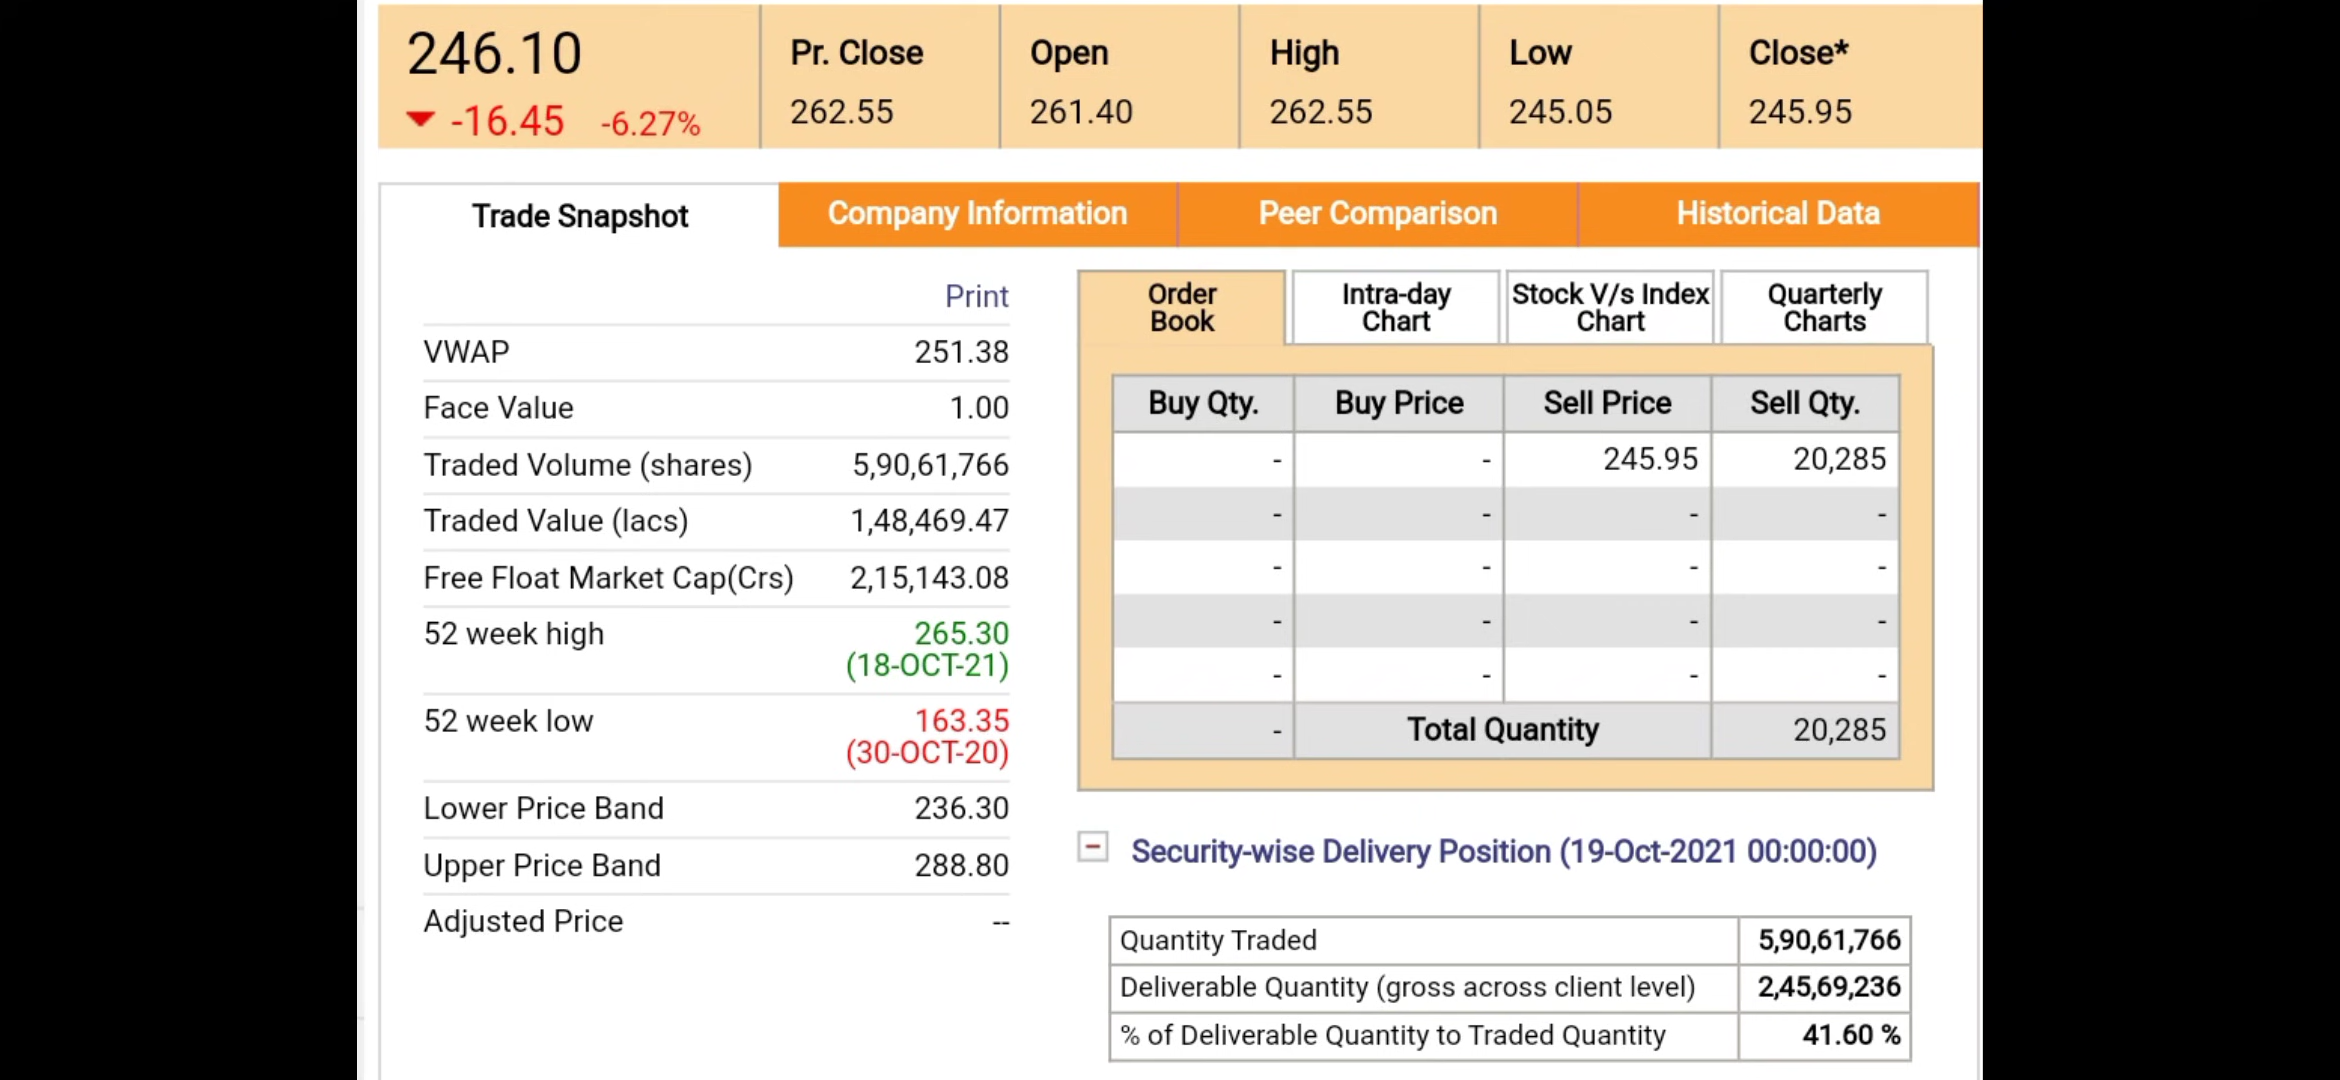 246.10
-16.45 -6.27%
Pr. Close Open High Low Close*
262.55 261.40 262.55 245.05 245.95
Trade Snapshot Company Information Peer Comparison Historical Data
Print
VWAP 251.38
Face Value 1.00
Traded Volume (shares) 5,90,61,766
Traded Value (lacs) 1,48,469.47
Free Float Market Cap(Crs) 2,15,143.08
52 week high 265.30
(18-OCT-21)
52 week low 163.35
(30-OCT-20)
Lower Price Band 236.30
Upper Price Band 288.80
Adjusted Price --
Order Intra-day Stock V/s Index Quarterly
Book Chart Chart Charts
Buy Qty. Buy Price Sell Price Sell Qty.
- - 245.95 20,285
- - - -
- - - -
- - - -
- - - -
- Total Quantity 20,285
Security-wise Delivery Position (19-Oct-2021 00:00:00)
Quantity Traded 5,90,61,766
Deliverable Quantity (gross across client level) 2,45,69,236
% of Deliverable Quantity to Traded Quantity 41.60 %